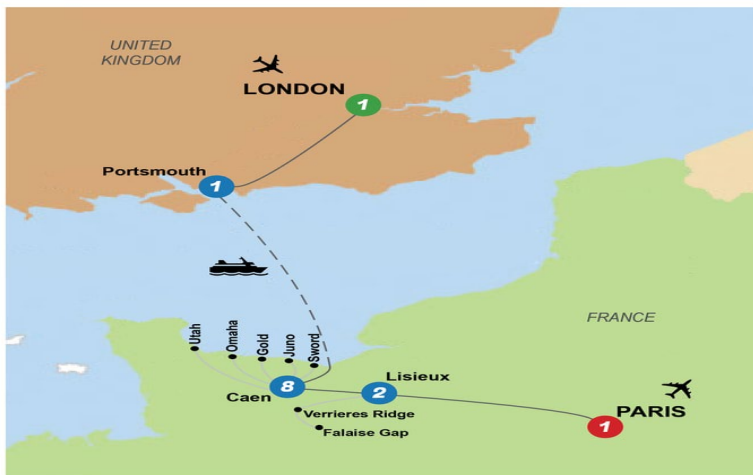 UNITED
KINGDOM
LONDON
1
Portsmouth
1
FRANCE
Utah
Omaha
Gold
Juno
Sword
Lisieux
Caen
8
2
Verrieres Ridge
PARIS
1
Falaise Gap